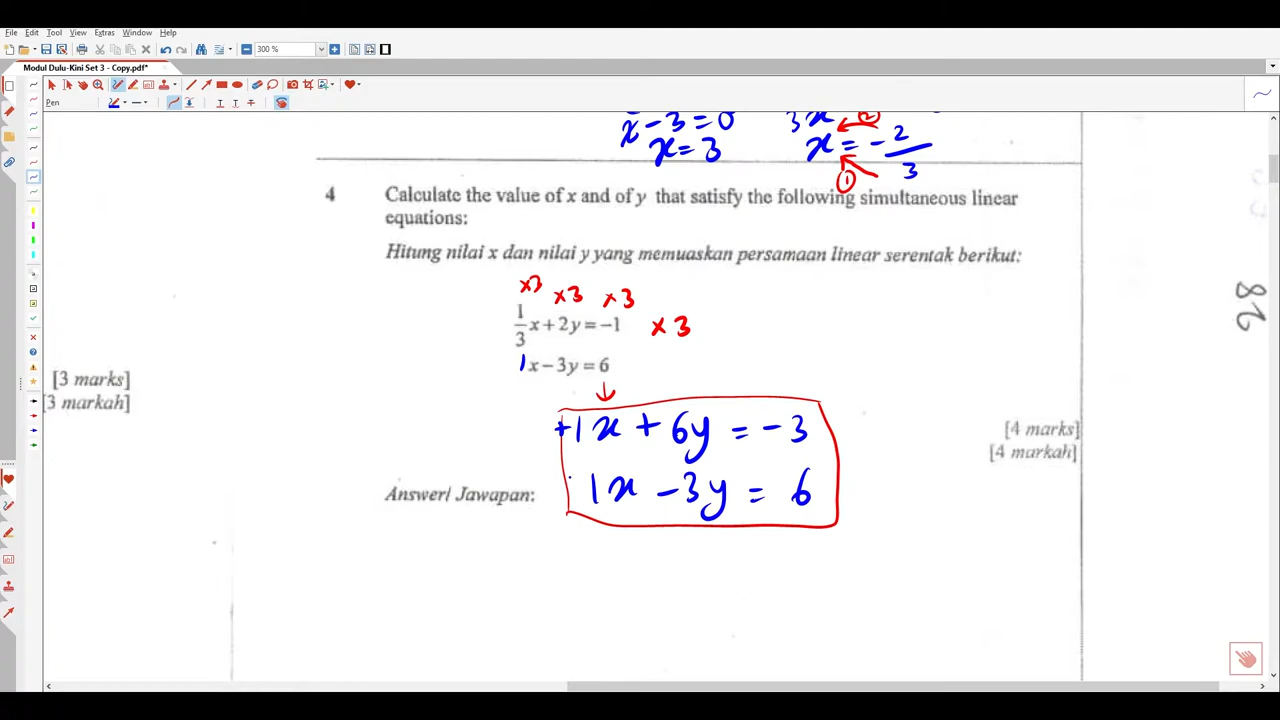 File Edit View Tool Extras Window Help
300 %
Modul Dulu-Kini Set 3 - Copy.pdf*
Pen
x - 3 = 0
3x
②
x = 3
x = - 2/3
①
4 Calculate the value of x and of y that satisfy the following simultaneous linear
equations:
Hitung nilai x dan nilai y yang memuaskan persamaan linear serentak berikut:
×3 ×3 ×3
1/3 x + 2y = -1 ×3
1x - 3y = 6
[3 marks]
[3 markah]
+1x + 6y = -3
[4 marks]
[4 markah]
1x - 3y = 6
Answer/ Jawapan: